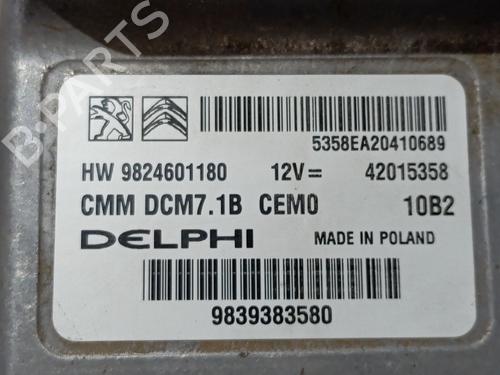 5358EA20410689
HW 9824601180 12V= 42015358
CMM DCM7.1B CEM0 10B2
DELPHI MADE IN POLAND
9839383580
B-PARTS